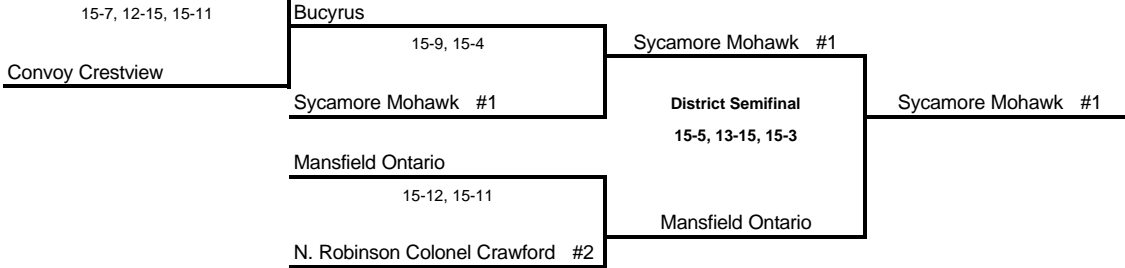 15-7, 12-15, 15-11
Bucyrus
15-9, 15-4
Sycamore Mohawk #1
Convoy Crestview
Sycamore Mohawk #1
District Semifinal
Sycamore Mohawk #1
15-5, 13-15, 15-3
Mansfield Ontario
15-12, 15-11
Mansfield Ontario
N. Robinson Colonel Crawford #2